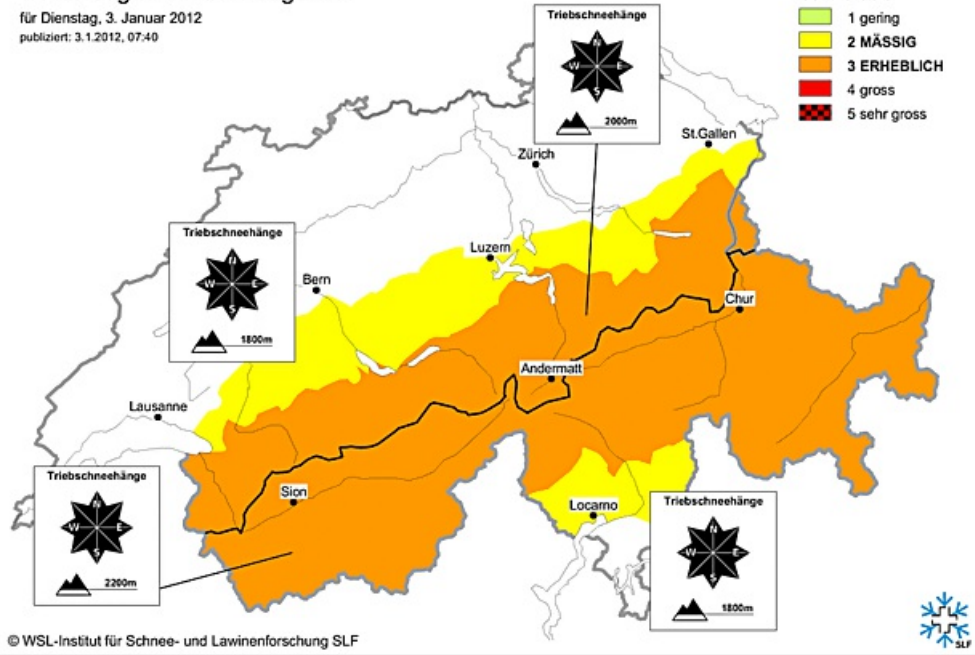 für Dienstag, 3. Januar 2012
publiziert: 3.1.2012, 07:40
1 gering
2 MÄSSIG
3 ERHEBLICH
4 gross
5 sehr gross
Triebschneehänge
N
W E
S
2000m
St.Gallen
Zürich
Triebschneehänge
N
W E
S
1800m
Luzern
Bern
Chur
Andermatt
Lausanne
Sion
Locarno
Triebschneehänge
N
W E
S
2200m
Triebschneehänge
N
W E
S
1800m
© WSL-Institut für Schnee- und Lawinenforschung SLF
SLF